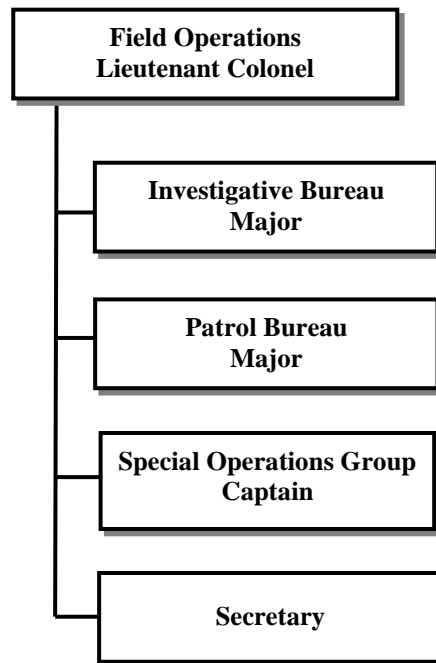 Field Operations
Lieutenant Colonel
Investigative Bureau
Major
Patrol Bureau
Major
Special Operations Group
Captain
Secretary